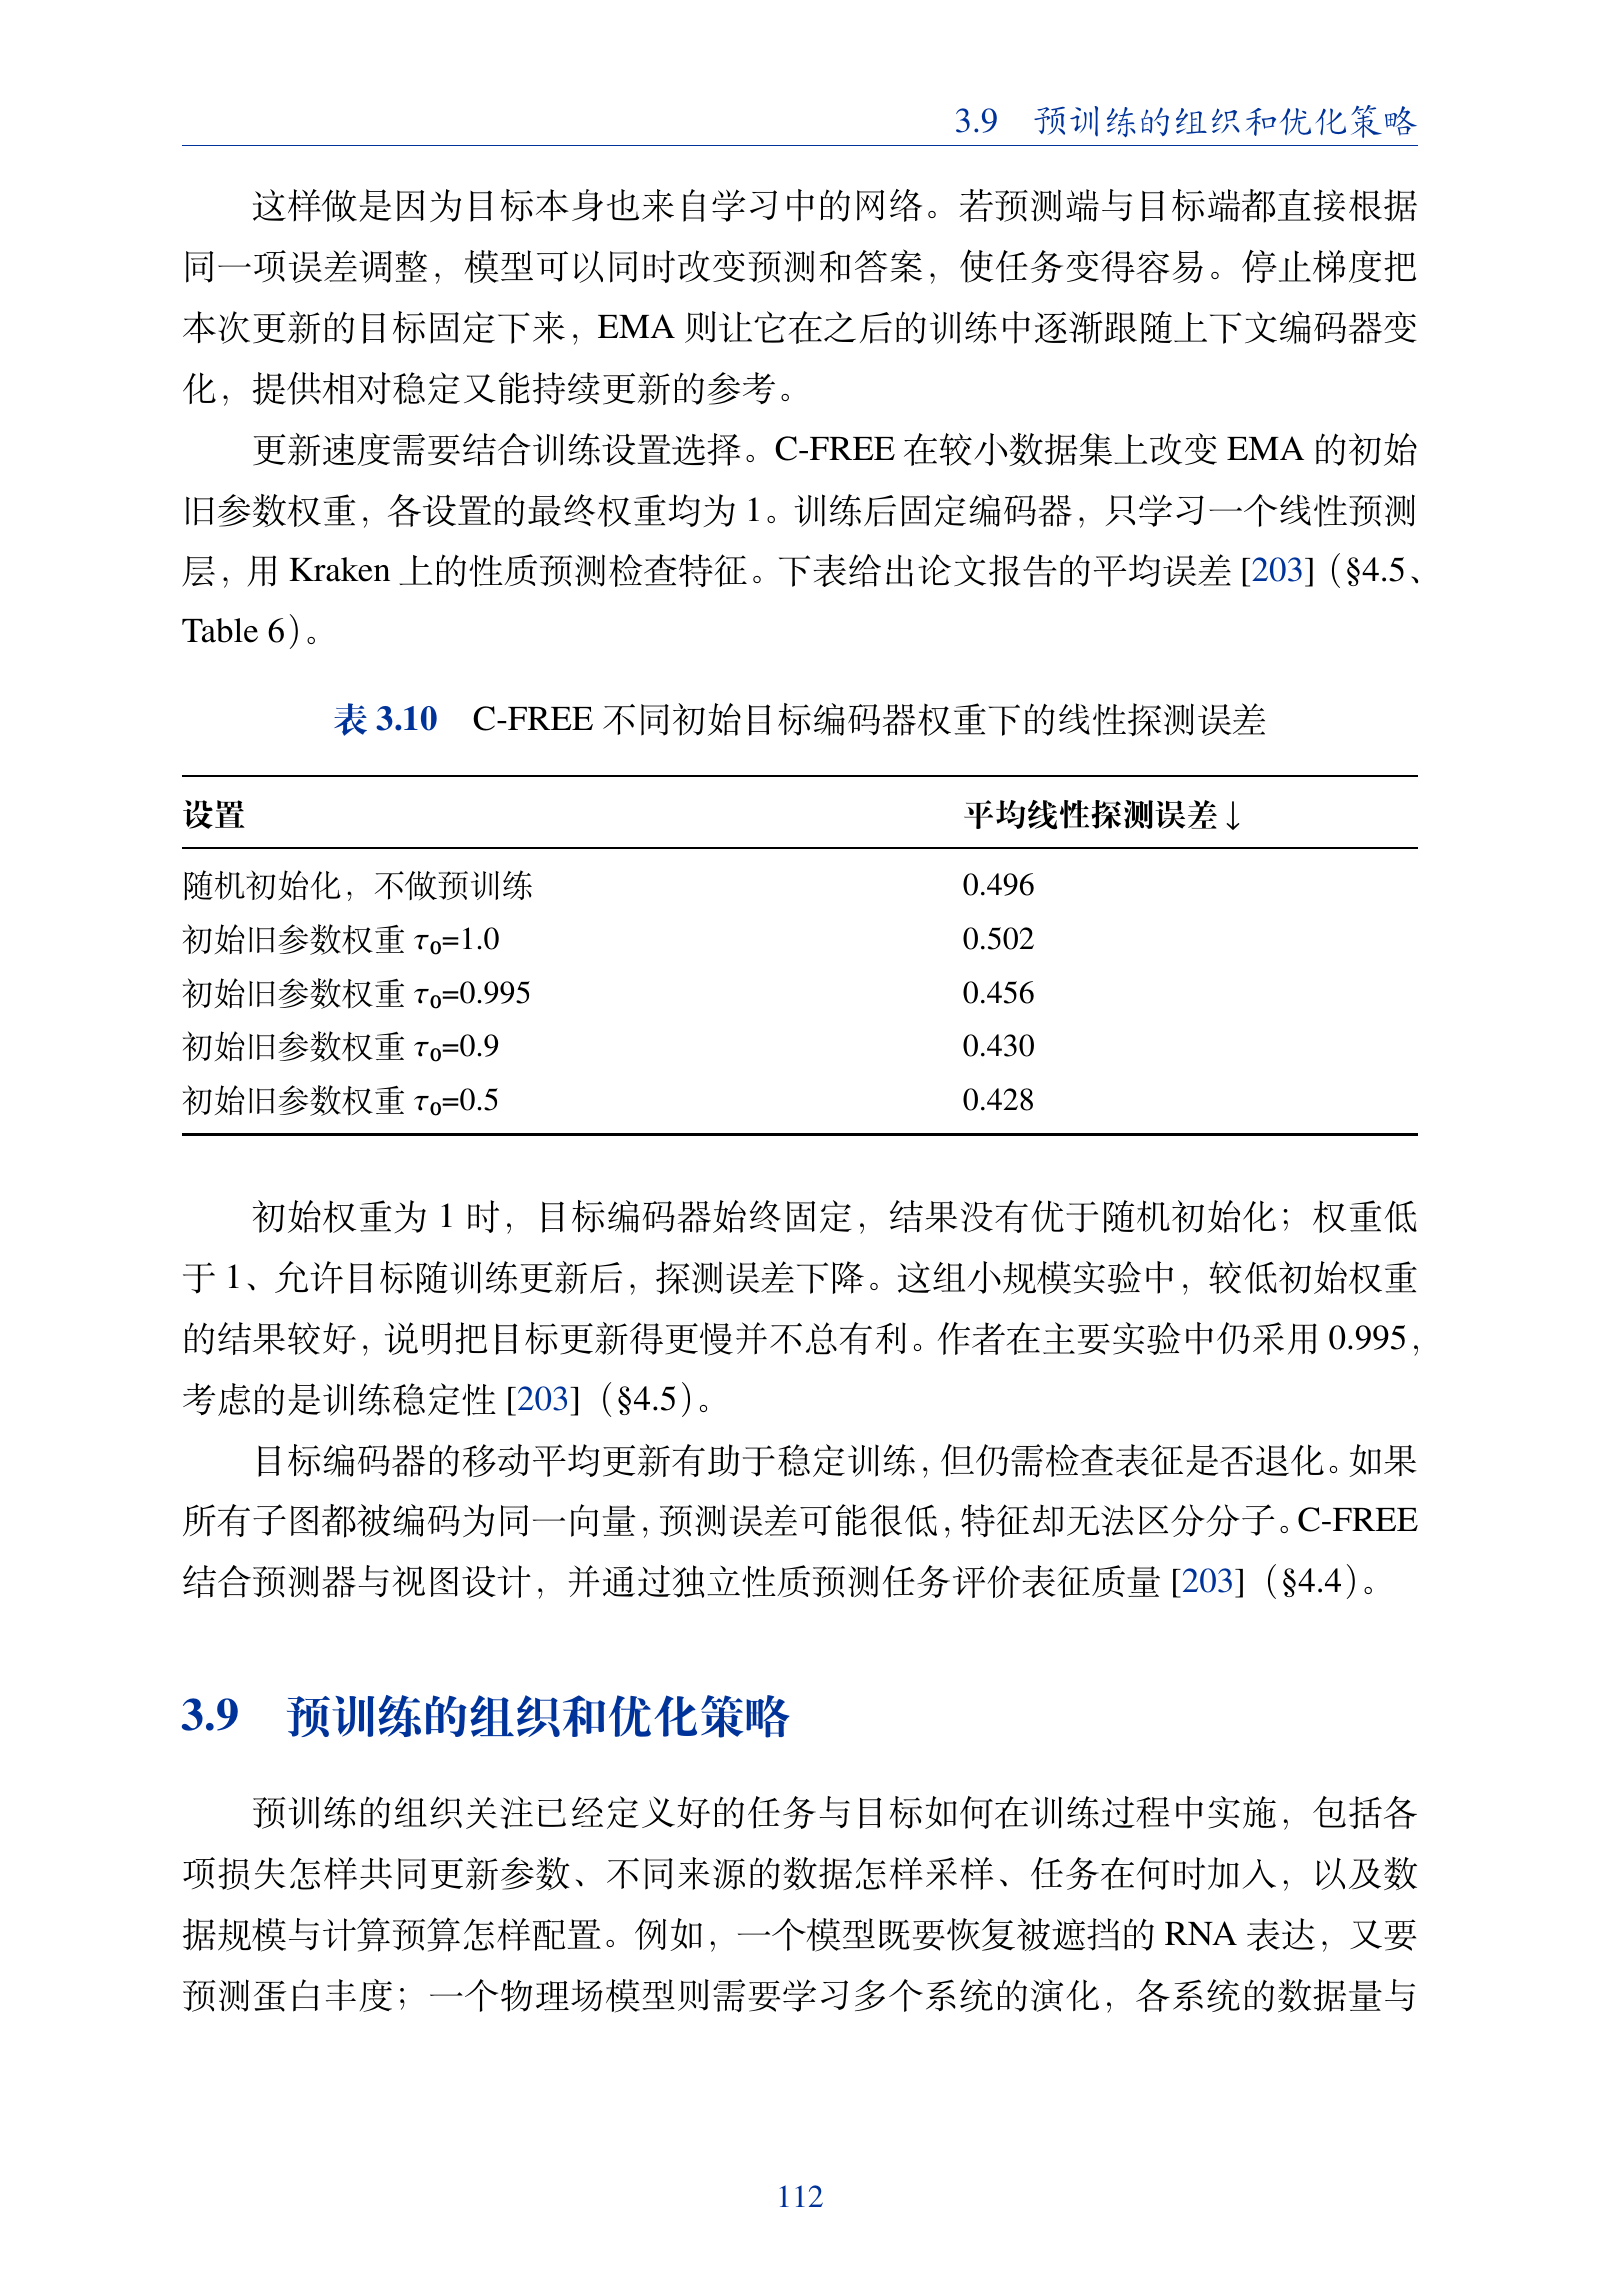 3.9 预训练的组织和优化策略
这样做是因为目标本身也来自学习中的网络。若预测端与目标端都直接根据
同一项误差调整，模型可以同时改变预测和答案，使任务变得容易。停止梯度把
本次更新的目标固定下来，EMA 则让它在之后的训练中逐渐跟随上下文编码器变
化，提供相对稳定又能持续更新的参考。
更新速度需要结合训练设置选择。C-FREE 在较小数据集上改变 EMA 的初始
旧参数权重，各设置的最终权重均为 1。训练后固定编码器，只学习一个线性预测
层，用 Kraken 上的性质预测检查特征。下表给出论文报告的平均误差 [203]（§4.5、
Table 6）。
表 3.10 C-FREE 不同初始目标编码器权重下的线性探测误差
设置 平均线性探测误差↓
随机初始化，不做预训练 0.496
初始旧参数权重 τ₀=1.0 0.502
初始旧参数权重 τ₀=0.995 0.456
初始旧参数权重 τ₀=0.9 0.430
初始旧参数权重 τ₀=0.5 0.428
初始权重为 1 时，目标编码器始终固定，结果没有优于随机初始化；权重低
于 1、允许目标随训练更新后，探测误差下降。这组小规模实验中，较低初始权重
的结果较好，说明把目标更新得更慢并不总有利。作者在主要实验中仍采用 0.995，
考虑的是训练稳定性 [203]（§4.5）。
目标编码器的移动平均更新有助于稳定训练，但仍需检查表征是否退化。如果
所有子图都被编码为同一向量，预测误差可能很低，特征却无法区分分子。C-FREE
结合预测器与视图设计，并通过独立性质预测任务评价表征质量 [203]（§4.4）。
3.9 预训练的组织和优化策略
预训练的组织关注已经定义好的任务与目标如何在训练过程中实施，包括各
项损失怎样共同更新参数、不同来源的数据怎样采样、任务在何时加入，以及数
据规模与计算预算怎样配置。例如，一个模型既要恢复被遮挡的 RNA 表达，又要
预测蛋白丰度；一个物理场模型则需要学习多个系统的演化，各系统的数据量与
112